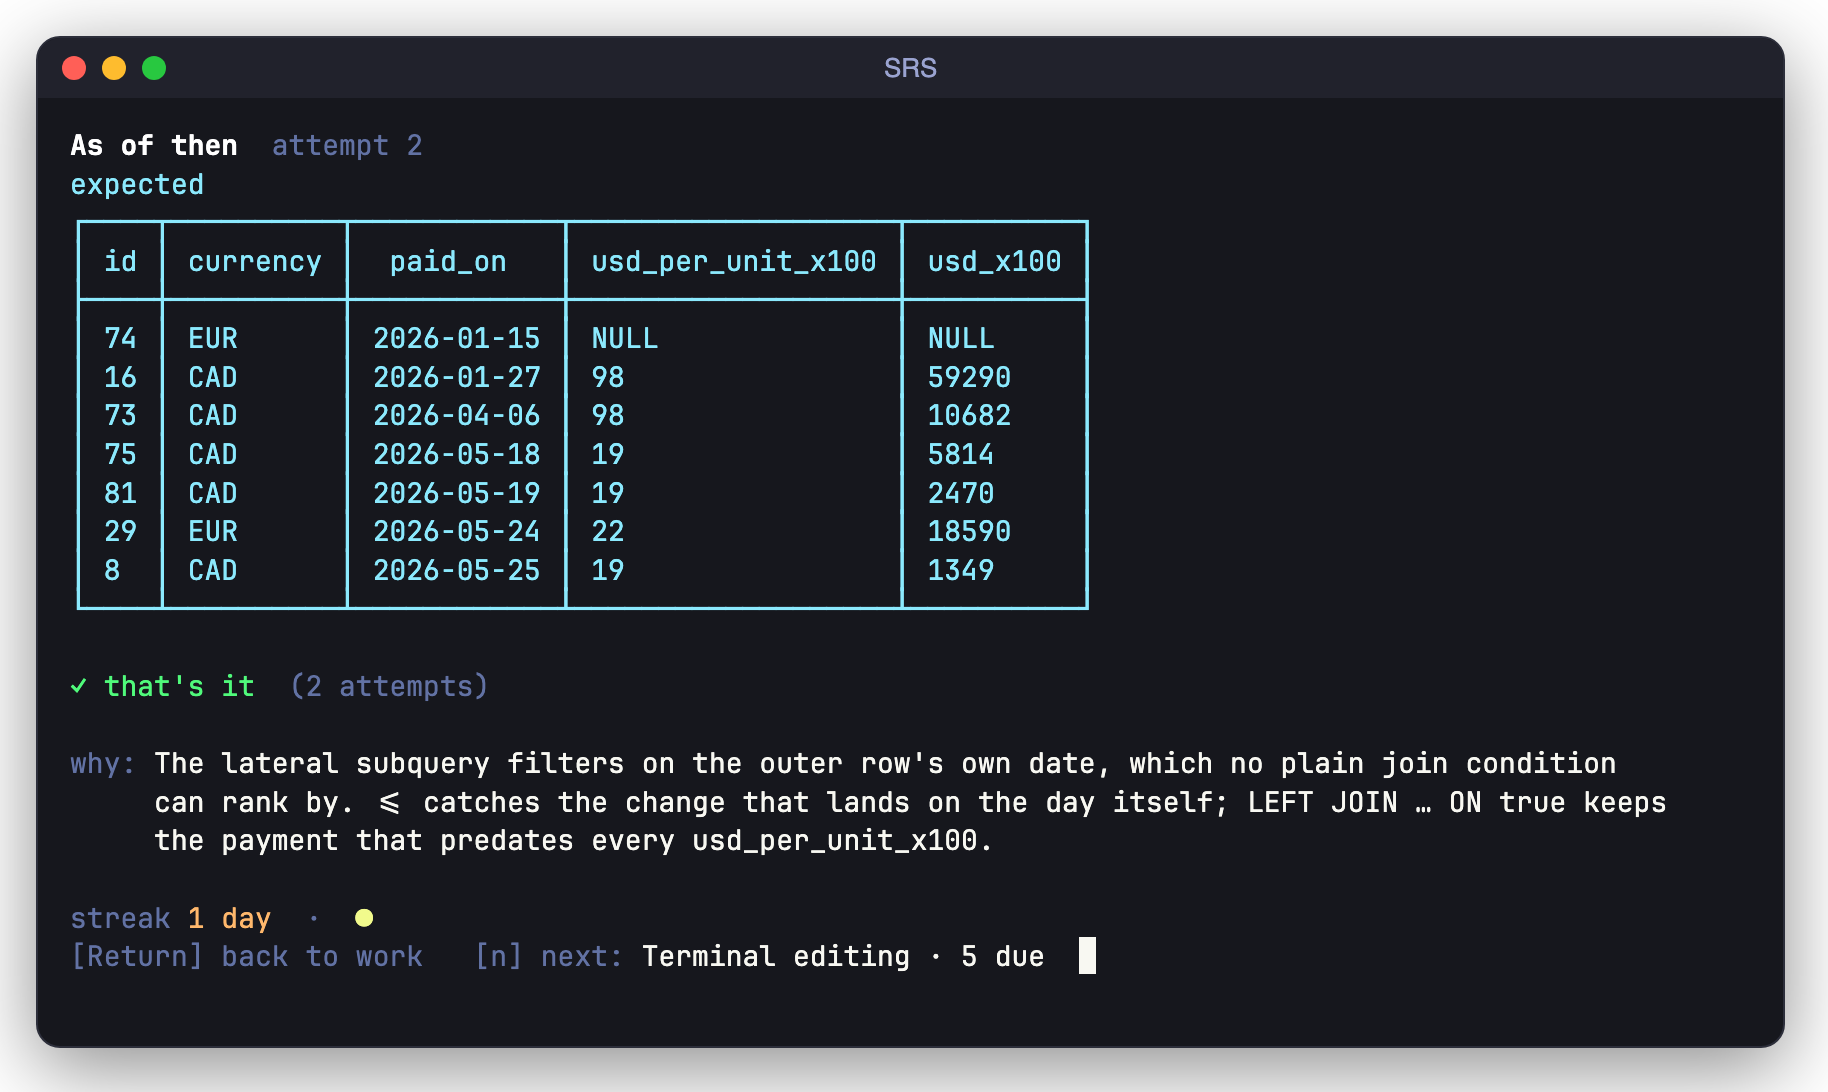 SRS
As of then attempt 2
expected
id currency paid_on usd_per_unit_x100 usd_x100
74 EUR 2026-01-15 NULL NULL
16 CAD 2026-01-27 98 59290
73 CAD 2026-04-06 98 10682
75 CAD 2026-05-18 19 5814
81 CAD 2026-05-19 19 2470
29 EUR 2026-05-24 22 18590
8 CAD 2026-05-25 19 1349
✓ that's it (2 attempts)
why: The lateral subquery filters on the outer row's own date, which no plain join condition
can rank by. <= catches the change that lands on the day itself; LEFT JOIN … ON true keeps
the payment that predates every usd_per_unit_x100.
streak 1 day · ●
[Return] back to work [n] next: Terminal editing · 5 due